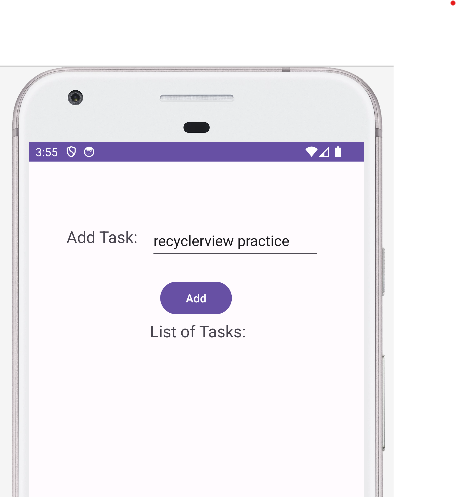 3:55
Add Task: recyclerview practice
Add
List of Tasks: